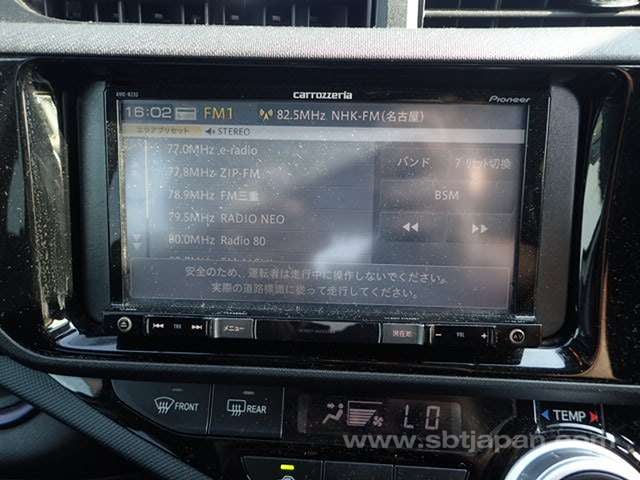 AVIC-RZ33 carrozzeria Pioneer
16:02 FM1 82.5MHz NHK-FM(名古屋)
エリアプリセット STEREO
77.0MHz e-radio
77.8MHz ZIP-FM
78.9MHz FM三重
79.5MHz RADIO NEO
80.0MHz Radio 80
バンド プリセット切換
BSM
安全のため、運転者は走行中に操作しないでください。
実際の道路標識に従って走行してください。
TRK メニュー 現在地 - VOL +
FRONT REAR LO TEMP
www.sbtjapan.com